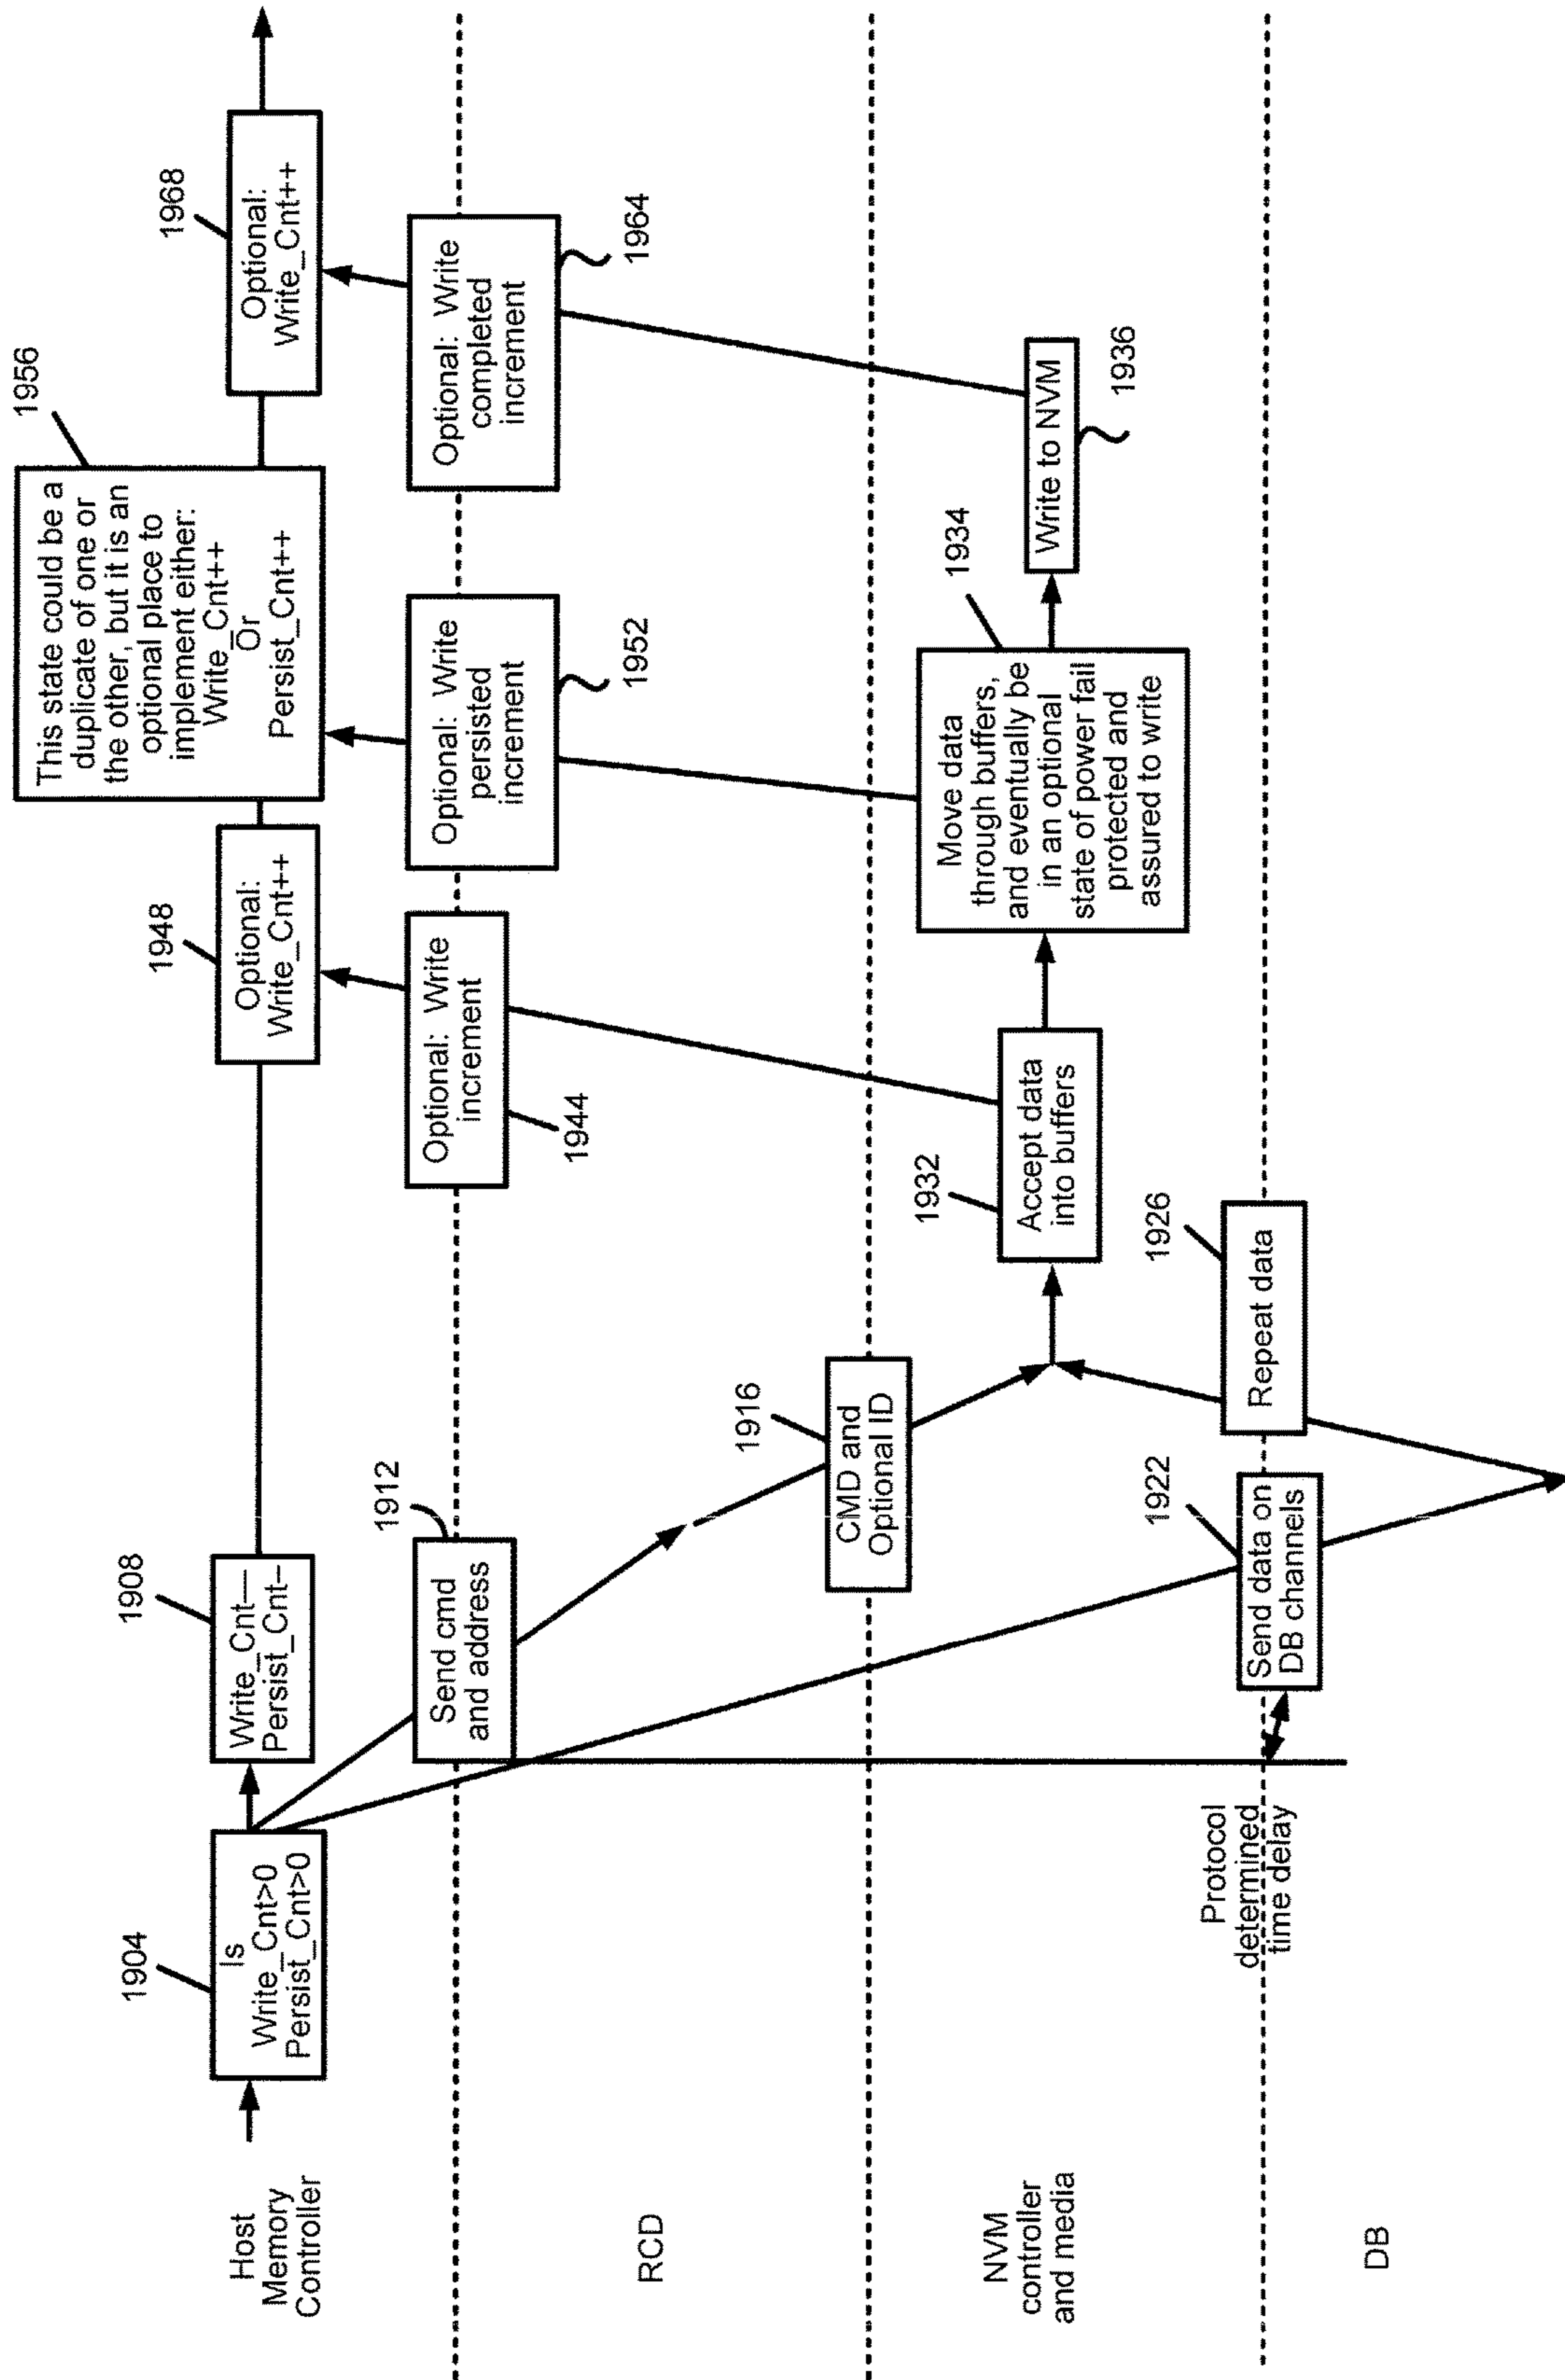 Host
Memory
Controller
1904
Is
Write_Cnt>0
Persist_Cnt>0
1908
Write_Cnt—
Persist_Cnt–
1948
Optional:
Write_Cnt++
1956
This state could be a
duplicate of one or
the other, but it is an
optional place to
implement either:
Write_Cnt++
Or
Persist_Cnt++
1968
Optional:
Write_Cnt++
1912
Send cmd
and address
Optional: Write
increment
1944
Optional: Write
persisted
increment
1952
Optional: Write
completed
increment
1964
RCD
1916
CMD and
Optional ID
NVM
controller
and media
1932
Accept data
into buffers
1934
Move data
through buffers,
and eventually be
in an optional
state of power fail
protected and
assured to write
Write to NVM
1936
Protocol
determined
time delay
1922
Send data on
DB channels
1926
Repeat data
DB